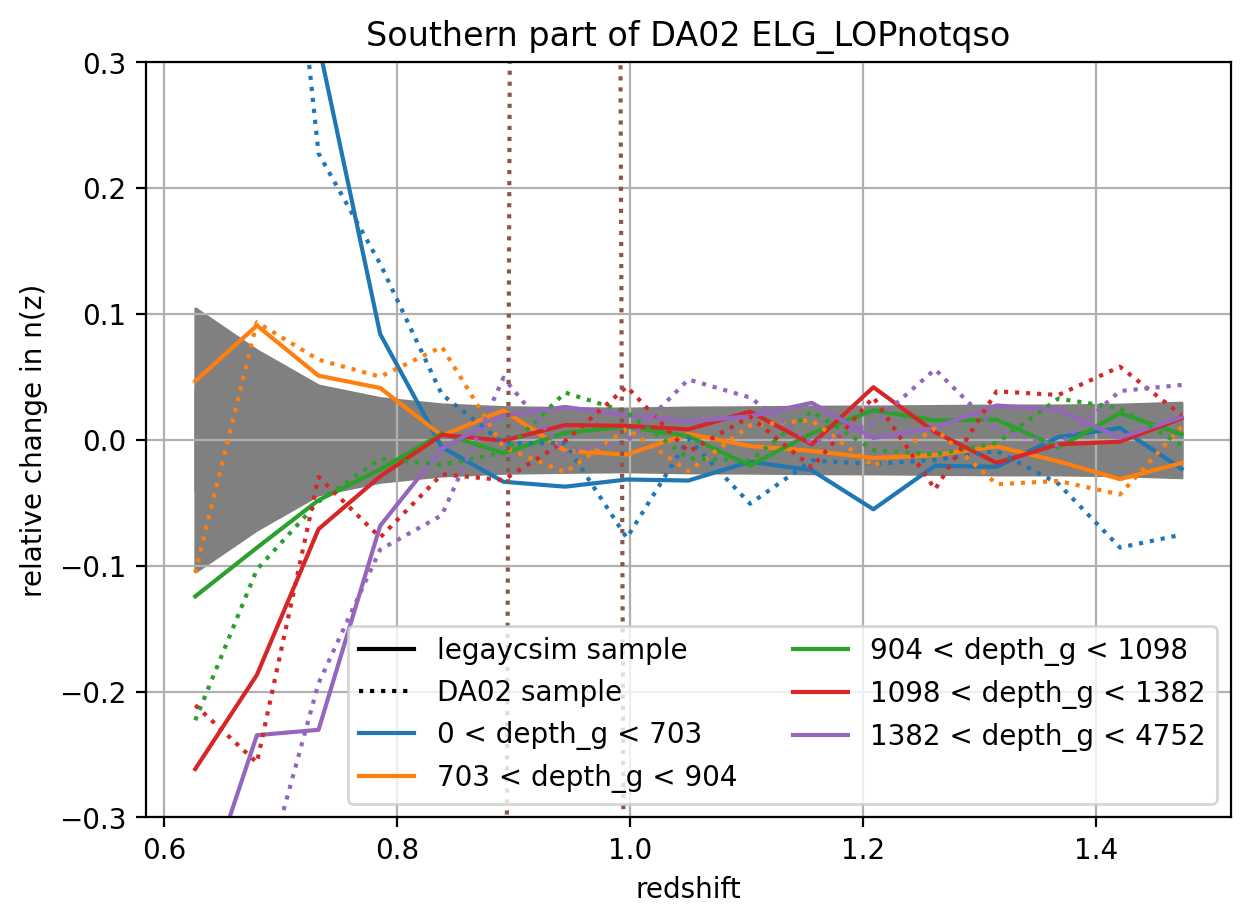 Southern part of DA02 ELG_LOPnotqso
0.3
0.2
0.1
0.0
−0.1
−0.2
−0.3
relative change in n(z)
legaycsim sample
DA02 sample
0 < depth_g < 703
703 < depth_g < 904
904 < depth_g < 1098
1098 < depth_g < 1382
1382 < depth_g < 4752
0.6 0.8 1.0 1.2 1.4
redshift